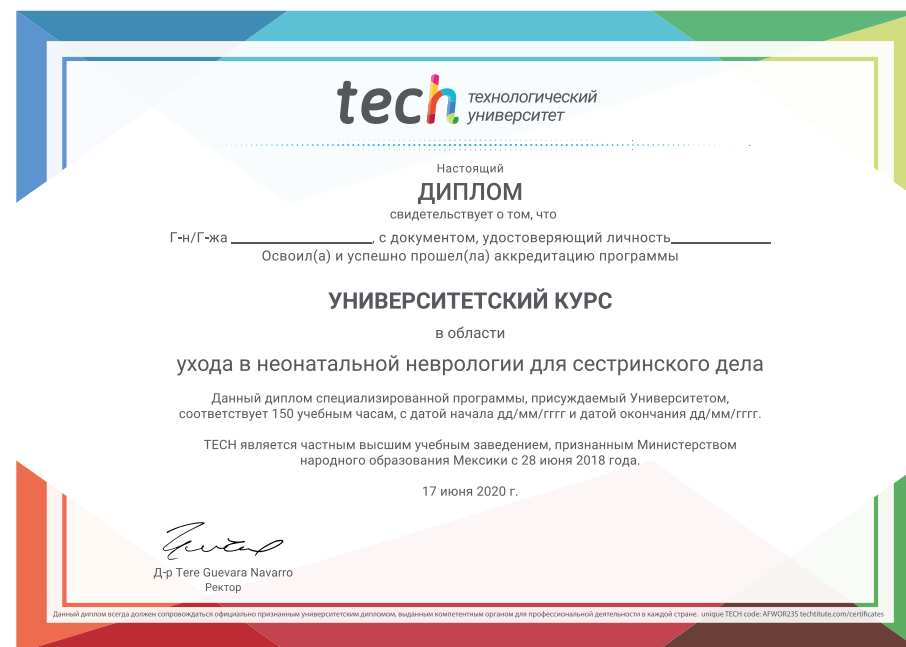 tech технологический
университет
Настоящий
ДИПЛОМ
свидетельствует о том, что
Г-н/Г-жа ____________________, с документом, удостоверяющий личность______________
Освоил(а) и успешно прошел(ла) аккредитацию программы
УНИВЕРСИТЕТСКИЙ КУРС
в области
ухода в неонатальной неврологии для сестринского дела
Данный диплом специализированной программы, присуждаемый Университетом,
соответствует 150 учебным часам, с датой начала дд/мм/гггг и датой окончания дд/мм/гггг.
TECH является частным высшим учебным заведением, признанным Министерством
народного образования Мексики с 28 июня 2018 года.
17 июня 2020 г.
Д-р Tere Guevara Navarro
Ректор
Данный диплом всегда должен сопровождаться официально признанным университетским дипломом, выданным компетентным органом для профессиональной деятельности в каждой стране. unique TECH code: AFWOR23S techtitute.com/certificates